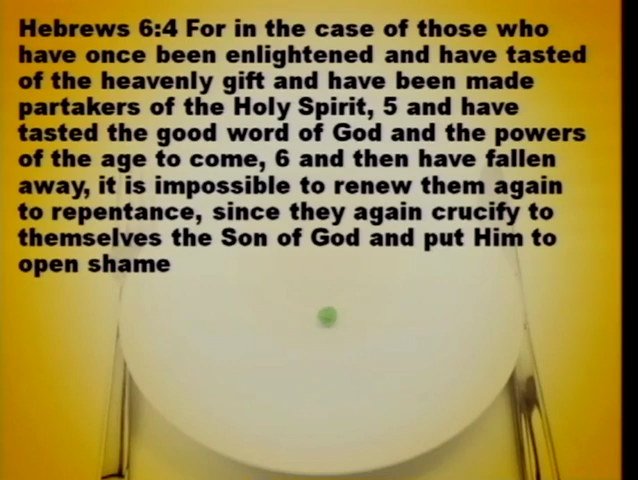 Hebrews 6:4 For in the case of those who
have once been enlightened and have tasted
of the heavenly gift and have been made
partakers of the Holy Spirit, 5 and have
tasted the good word of God and the powers
of the age to come, 6 and then have fallen
away, it is impossible to renew them again
to repentance, since they again crucify to
themselves the Son of God and put Him to
open shame